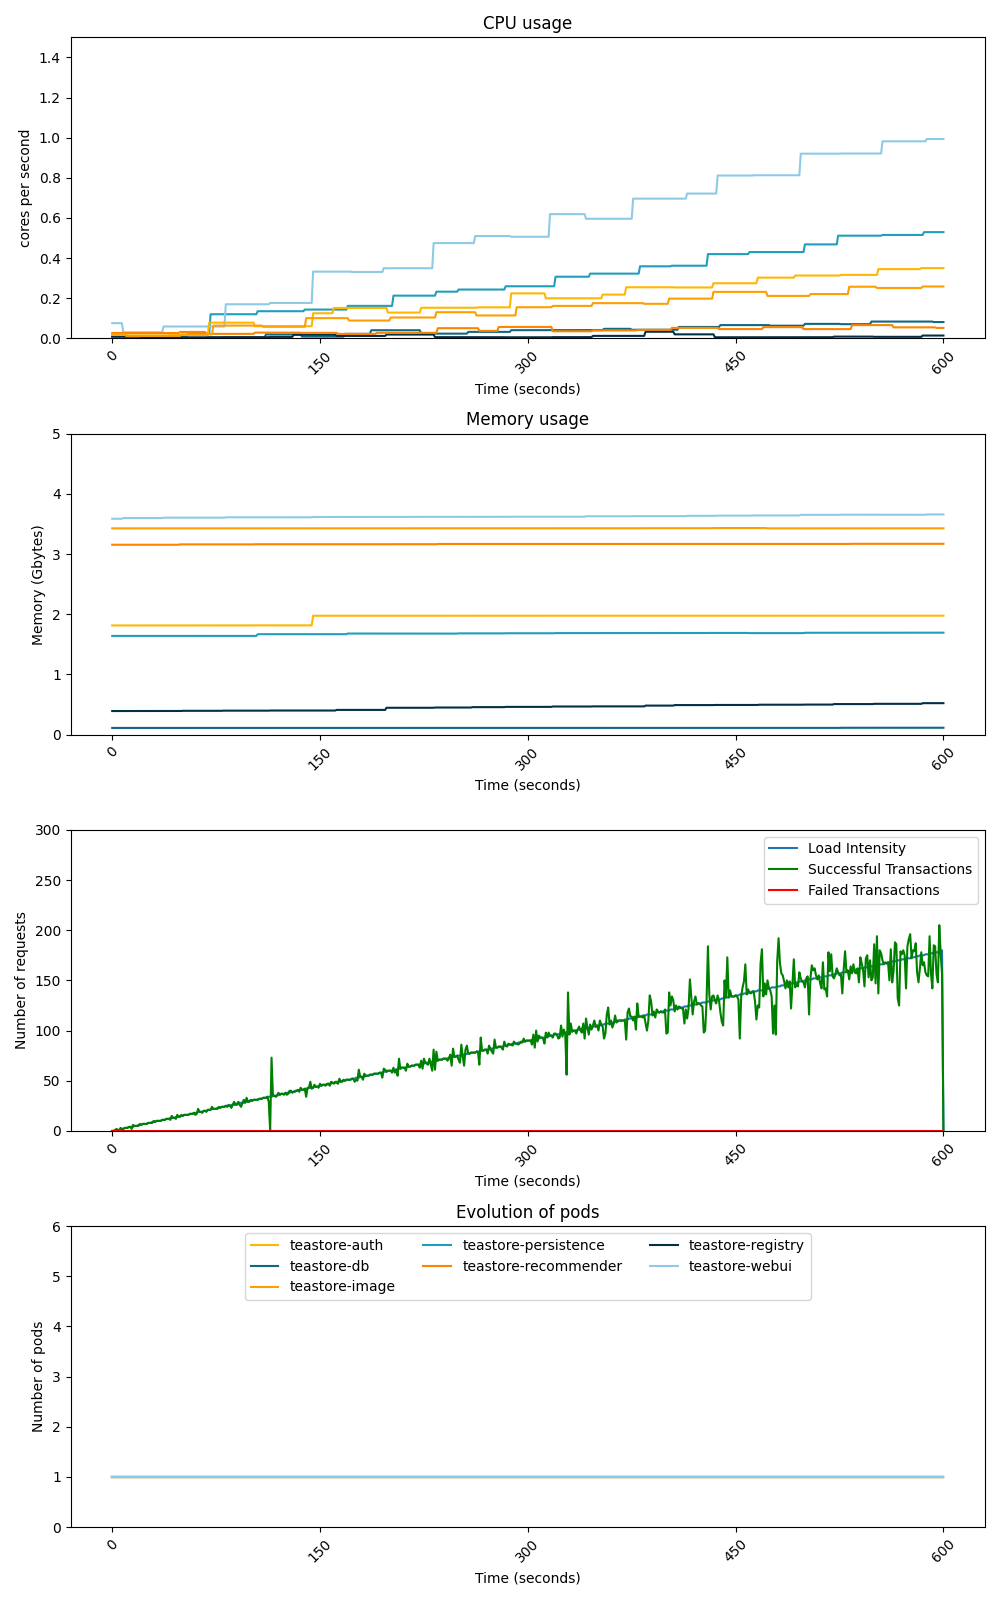 CPU usage
1.4
1.2
1.0
0.8
0.6
0.4
0.2
0.0
cores per second
0 150 300 450 600
Time (seconds)
Memory usage
5
4
3
2
1
0
Memory (Gbytes)
0 150 300 450 600
Time (seconds)
300
250
200
150
100
50
0
Number of requests
Load Intensity
Successful Transactions
Failed Transactions
0 150 300 450 600
Time (seconds)
Evolution of pods
6
5
4
3
2
1
0
Number of pods
teastore-auth teastore-persistence teastore-registry
teastore-db teastore-recommender teastore-webui
teastore-image
0 150 300 450 600
Time (seconds)